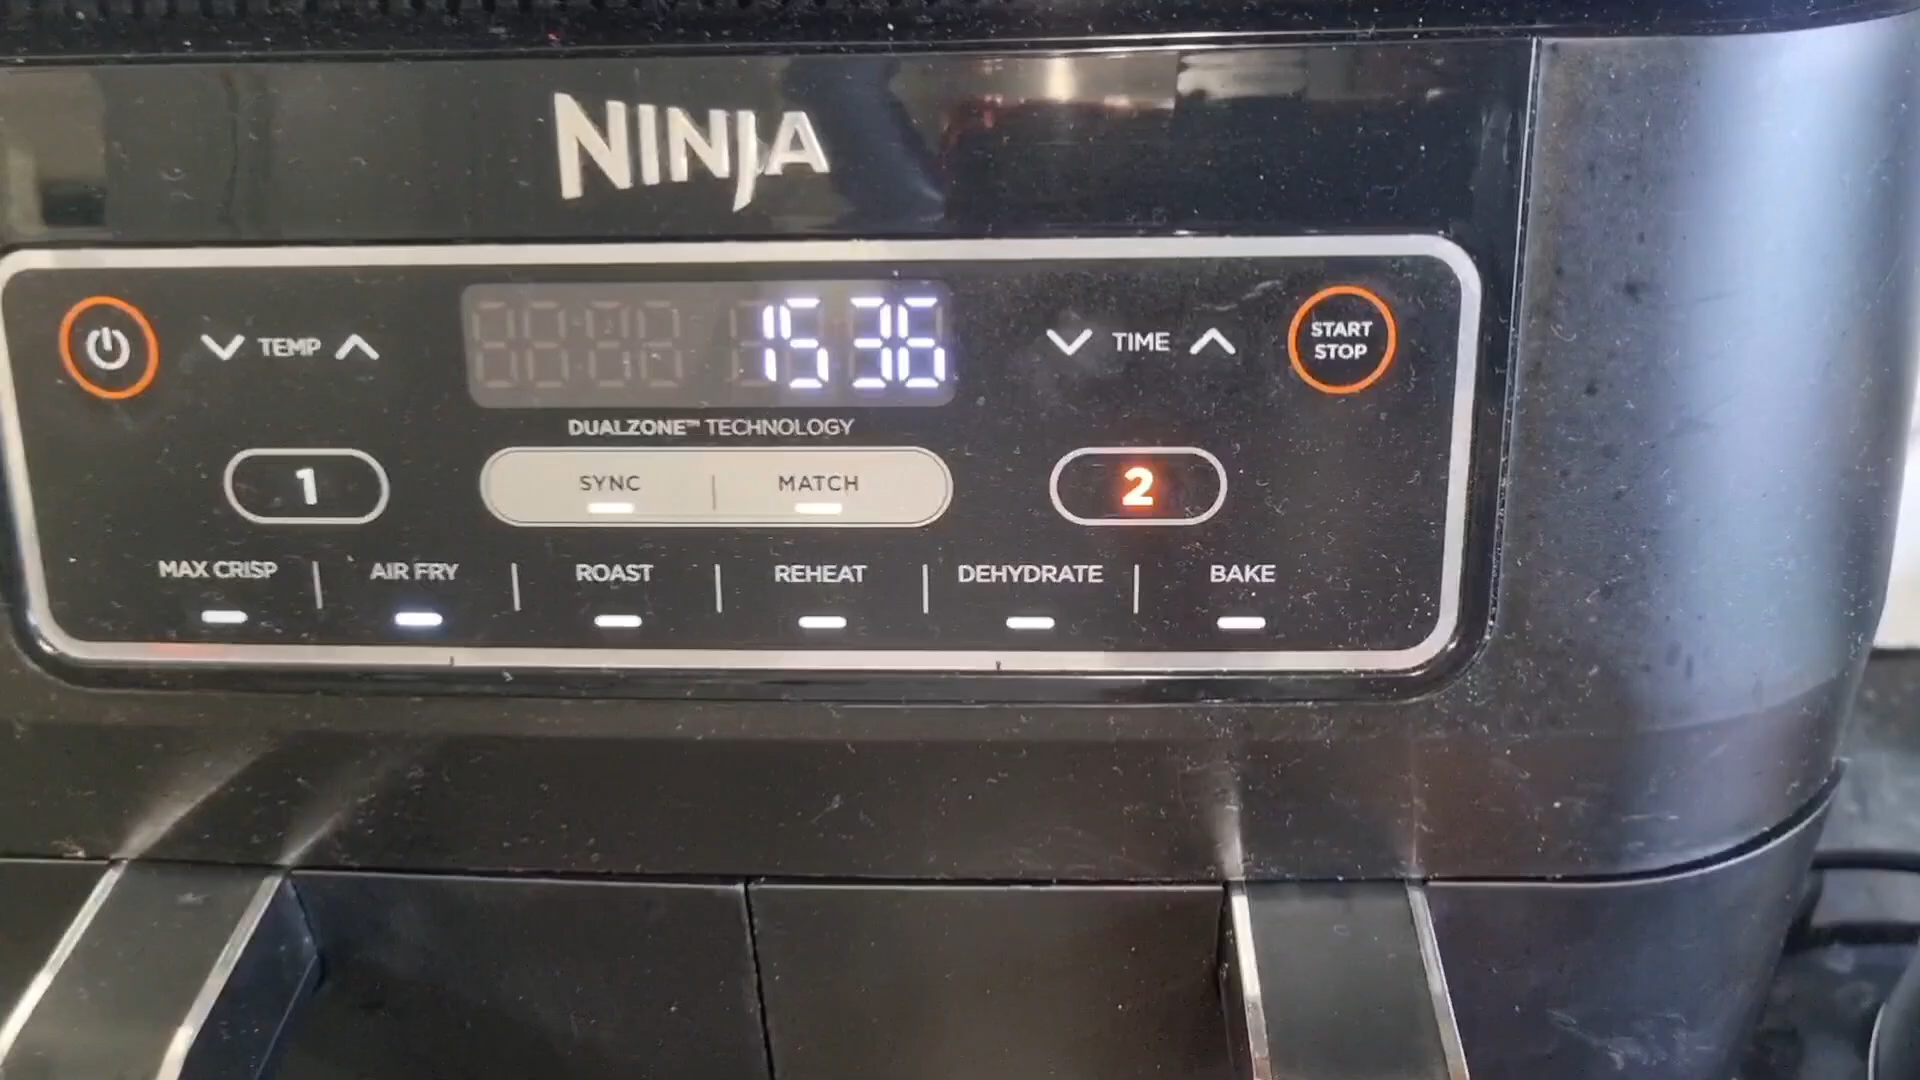 NINJA
TEMP
15 36
TIME
START
STOP
DUALZONE™ TECHNOLOGY
1
SYNC | MATCH
2
MAX CRISP | AIR FRY | ROAST | REHEAT | DEHYDRATE | BAKE